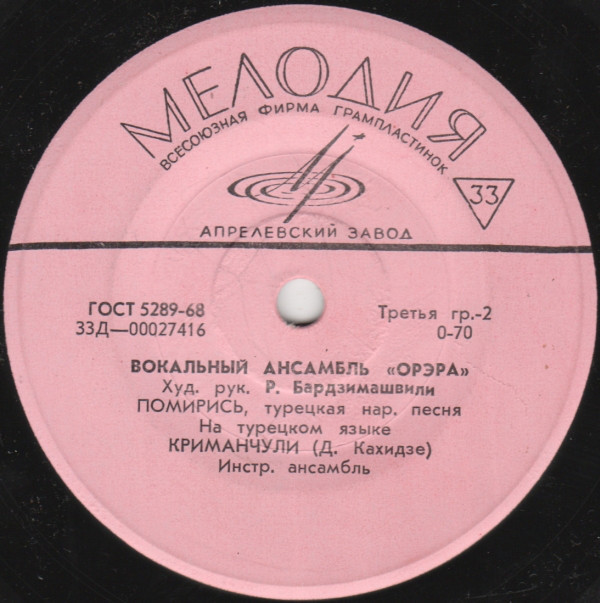 МЕЛОДИЯ
ВСЕСОЮЗНАЯ ФИРМА ГРАМПЛАСТИНОК
33
АПРЕЛЕВСКИЙ ЗАВОД
ГОСТ 5289-68
Третья гр.-2
33Д—00027416
0-70
ВОКАЛЬНЫЙ АНСАМБЛЬ «ОРЭРА»
Худ. рук. Р. Бардзимашвили
ПОМИРИСЬ, турецкая нар. песня
На турецком языке
КРИМАНЧУЛИ (Д. Кахидзе)
Инстр. ансамбль